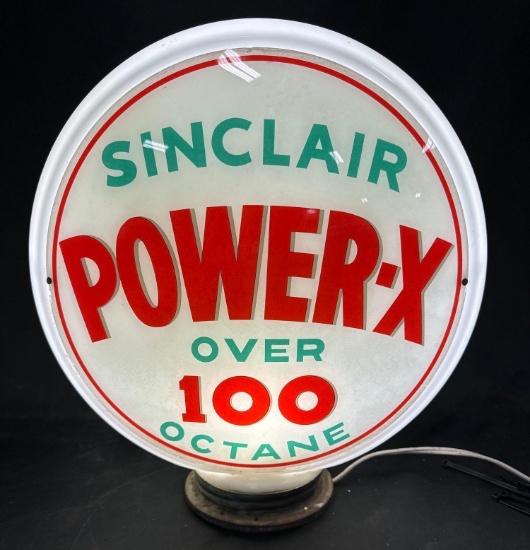 SINCLAIR
POWER-X
OVER
100
OCTANE